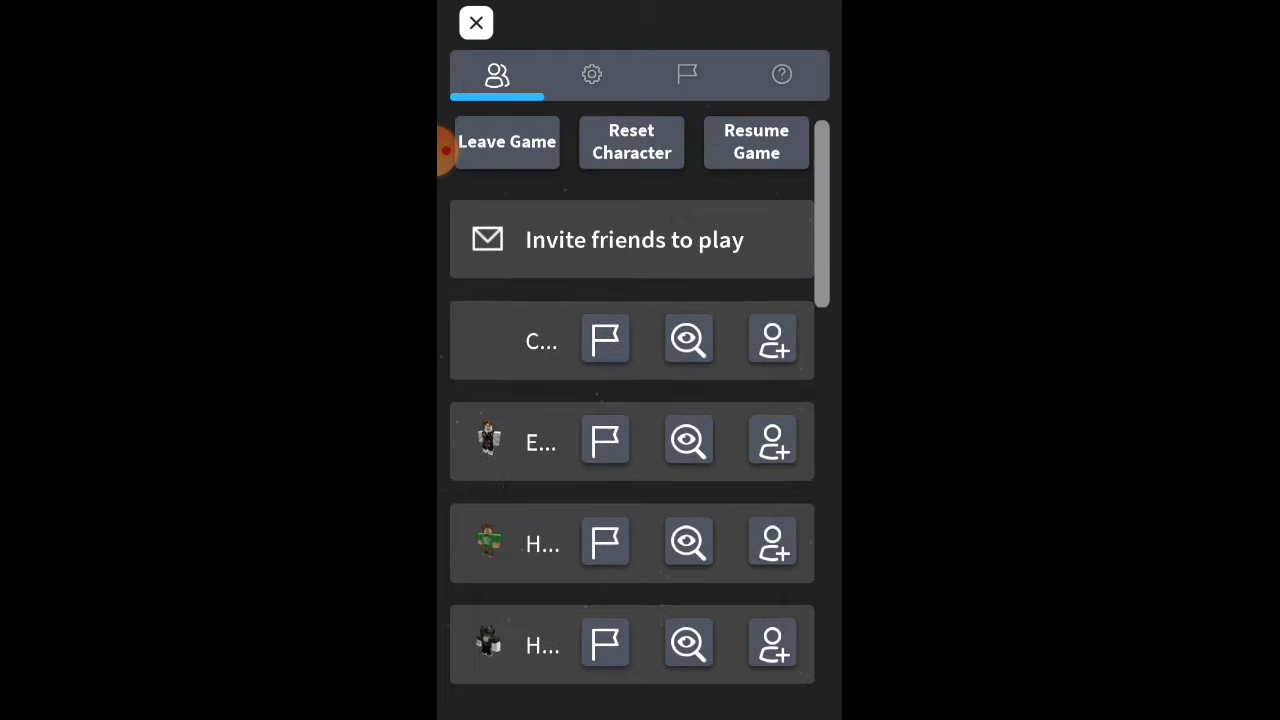 Leave Game
Reset
Character
Resume
Game
Invite friends to play
C...
E...
H...
H...